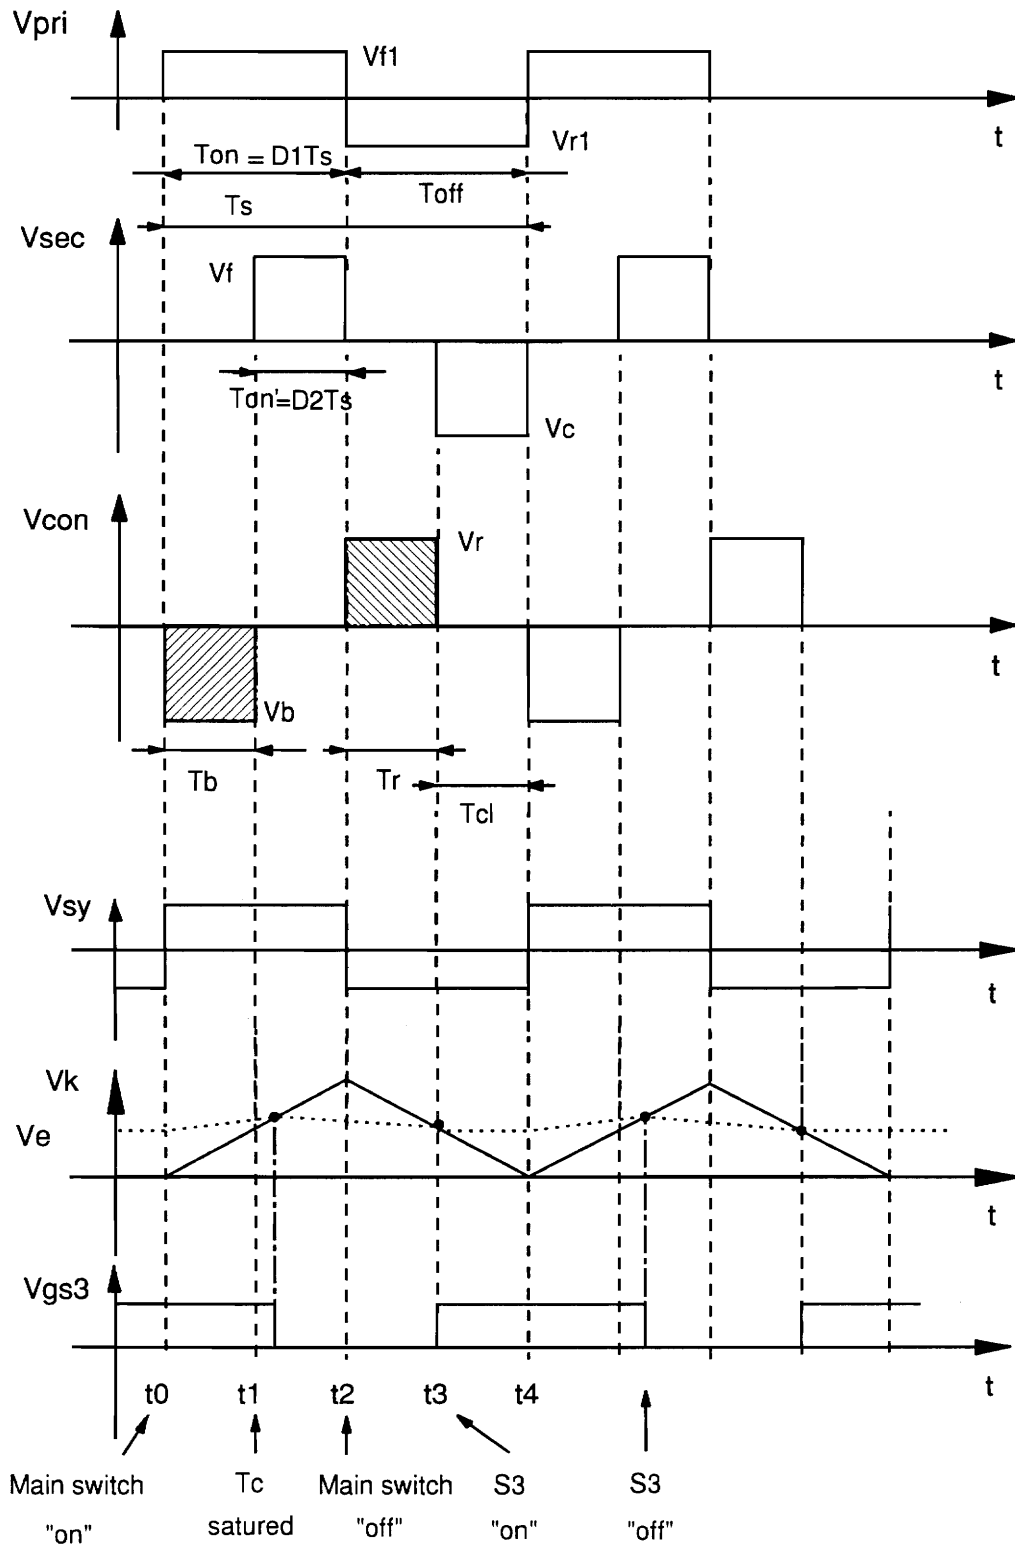 Vpri
Vf1
t
Vr1
Ton = D1Ts
Toff
Ts
Vsec
Vf
t
Ton'=D2Ts
Vc
Vcon
Vr
t
Vb
Tb
Tr
Tcl
Vsy
t
Vk
Ve
t
Vgs3
t
t0 t1 t2 t3 t4
Main switch Tc Main switch S3 S3
"on" satured "off" "on" "off"